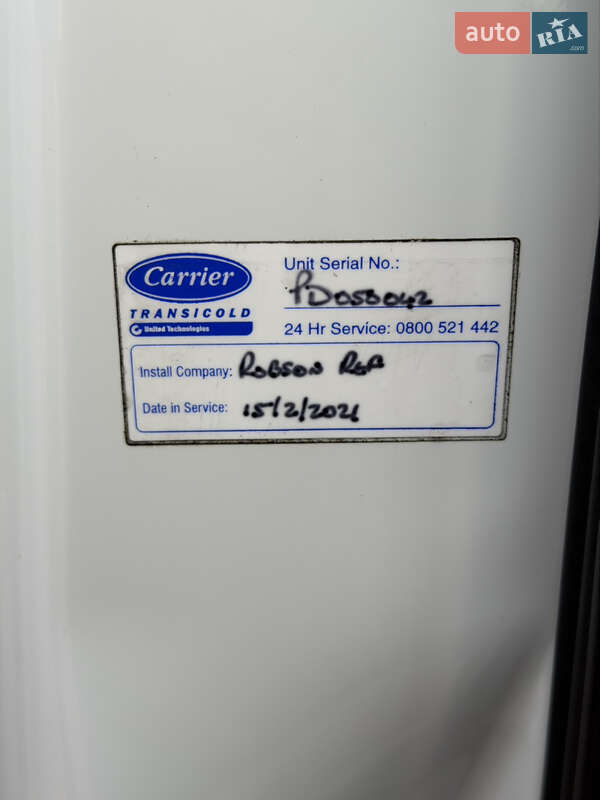 auto RIA .com
Carrier
TRANSICOLD
United Technologies
Unit Serial No.:
PD058042
24 Hr Service: 0800 521 442
Install Company: ROBSON REF
Date in Service: 15/2/2021